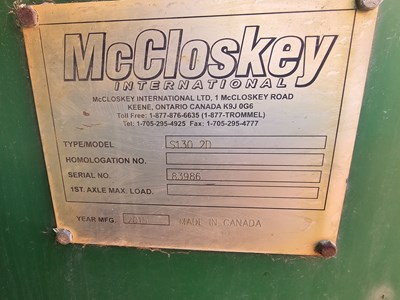 McCloskey
INTERNATIONAL
McCLOSKEY INTERNATIONAL LTD, 1 McCLOSKEY ROAD
KEENE, ONTARIO CANADA K9J 0G6
Toll Free: 1-877-876-6635 (1-877-TROMMEL)
Tel: 1-705-295-4925 Fax: 1-705-295-4777
TYPE/MODEL S130 2D
HOMOLOGATION NO.
SERIAL NO. 83986
1ST. AXLE MAX. LOAD.
YEAR MFG. 2015 MADE IN CANADA